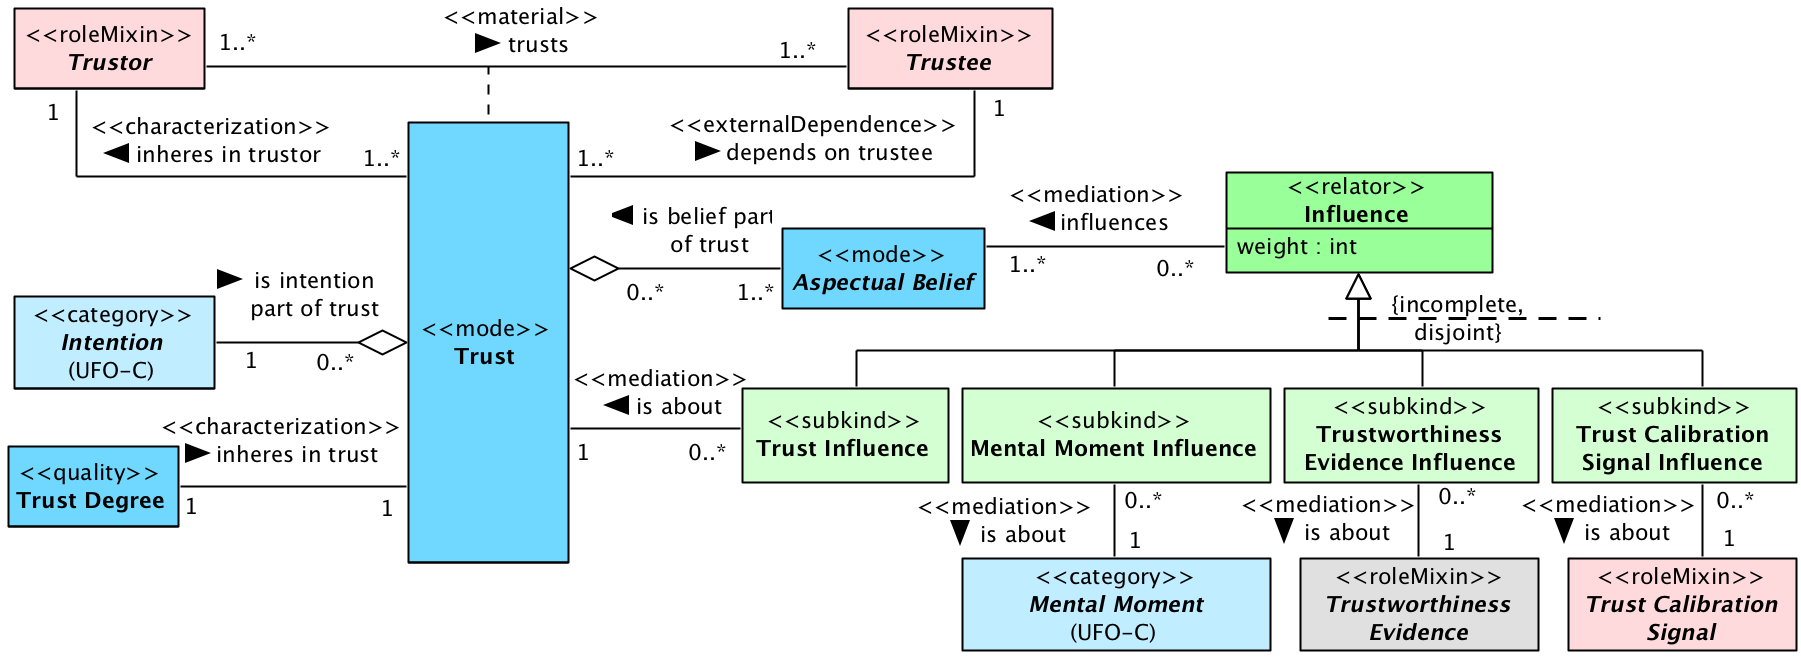 <<roleMixin>>
Trustor
1..*
<<material>>
trusts
1..*
<<roleMixin>>
Trustee
1
<<characterization>>
inheres in trustor
1..*
1..*
<<externalDependence>>
depends on trustee
1
<<mode>>
Trust
is belief part
of trust
0..*
1..*
<<mode>>
Aspectual Belief
<<mediation>>
influences
1..*
0..*
<<relator>>
Influence
weight : int
{incomplete,
disjoint}
is intention
part of trust
<<category>>
Intention
(UFO-C)
1
0..*
<<characterization>>
inheres in trust
<<quality>>
Trust Degree
1
1
<<mediation>>
is about
1
0..*
<<subkind>>
Trust Influence
<<subkind>>
Mental Moment Influence
<<subkind>>
Trustworthiness
Evidence Influence
<<subkind>>
Trust Calibration
Signal Influence
<<mediation>>
is about
0..*
1
<<mediation>>
is about
0..*
1
<<mediation>>
is about
0..*
1
<<category>>
Mental Moment
(UFO-C)
<<roleMixin>>
Trustworthiness
Evidence
<<roleMixin>>
Trust Calibration
Signal